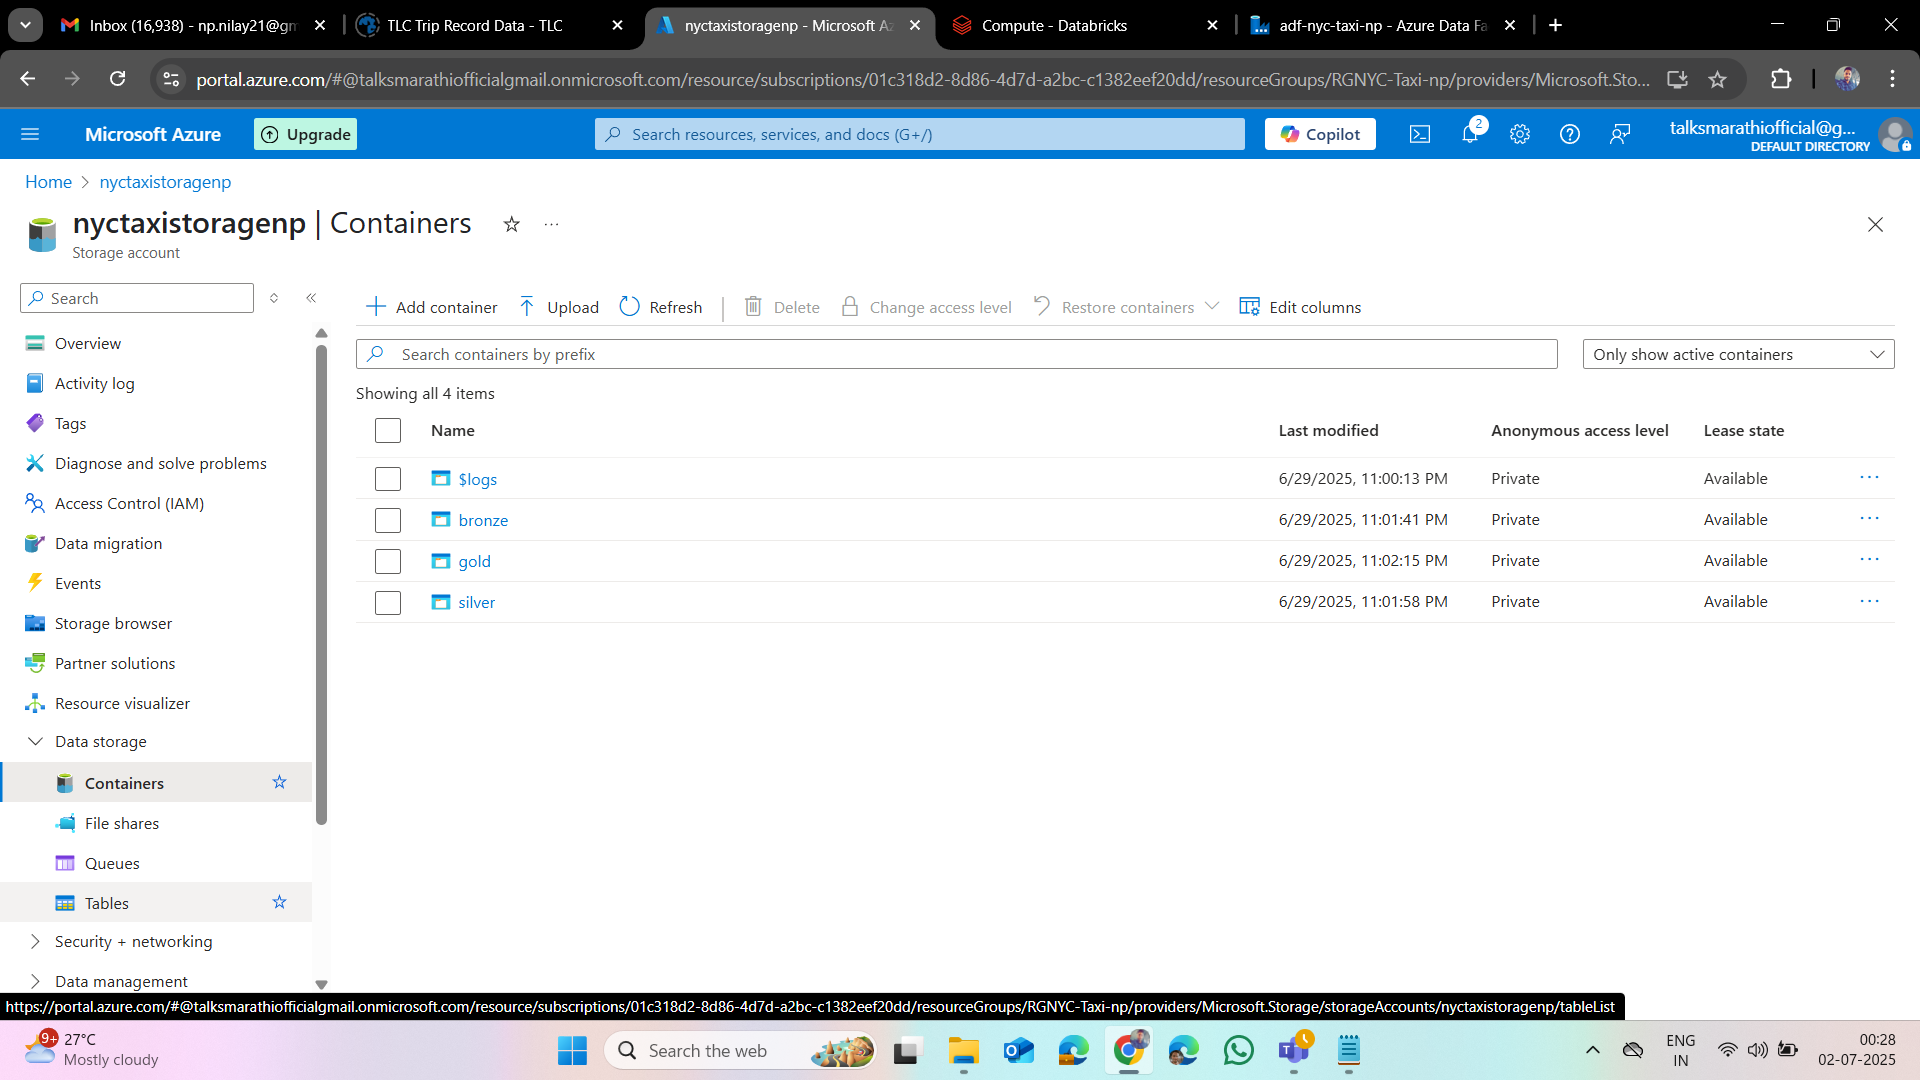 Inbox (16,938) - np.nilay21@gm
TLC Trip Record Data - TLC
nyctaxistoragenp - Microsoft Az
Compute - Databricks
adf-nyc-taxi-np - Azure Data Fa
portal.azure.com/#@talksmarathiofficialgmail.onmicrosoft.com/resource/subscriptions/01c318d2-8d86-4d7d-a2bc-c1382eef20dd/resourceGroups/RGNYC-Taxi-np/providers/Microsoft.Sto...
Microsoft Azure
Upgrade
Search resources, services, and docs (G+/)
Copilot
2
talksmarathiofficial@g...
DEFAULT DIRECTORY
Home > nyctaxistoragenp
nyctaxistoragenp | Containers
Storage account
Search
Overview
Activity log
Tags
Diagnose and solve problems
Access Control (IAM)
Data migration
Events
Storage browser
Partner solutions
Resource visualizer
Data storage
Containers
File shares
Queues
Tables
Security + networking
Data management
Add container Upload Refresh Delete Change access level Restore containers Edit columns
Search containers by prefix
Only show active containers
Showing all 4 items
Name Last modified Anonymous access level Lease state
$logs 6/29/2025, 11:00:13 PM Private Available
bronze 6/29/2025, 11:01:41 PM Private Available
gold 6/29/2025, 11:02:15 PM Private Available
silver 6/29/2025, 11:01:58 PM Private Available
https://portal.azure.com/#@talksmarathiofficialgmail.onmicrosoft.com/resource/subscriptions/01c318d2-8d86-4d7d-a2bc-c1382eef20dd/resourceGroups/RGNYC-Taxi-np/providers/Microsoft.Storage/storageAccounts/nyctaxistoragenp/tableList
9+
27°C
Mostly cloudy
Search the web
ENG
IN
00:28
02-07-2025